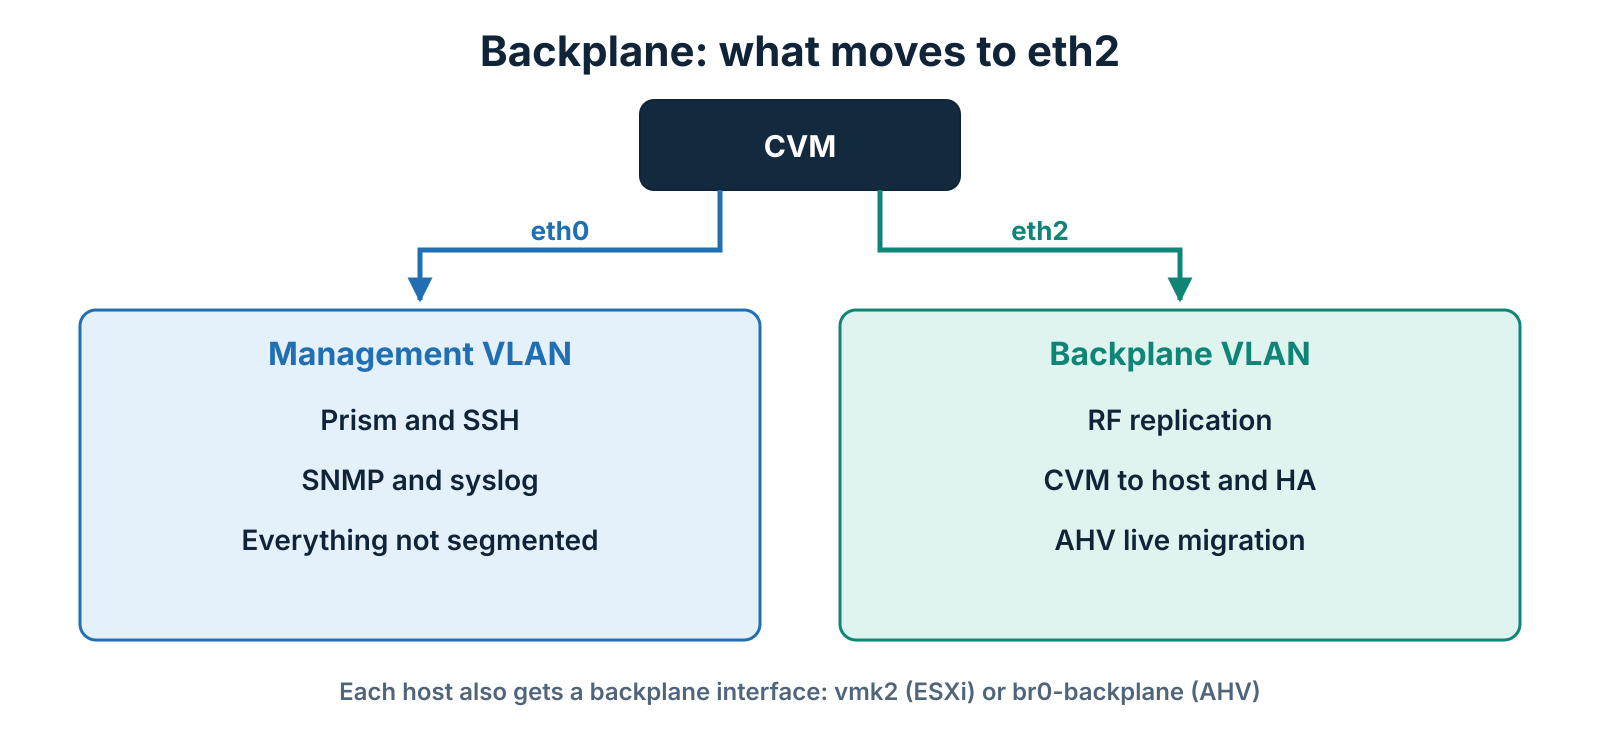 Backplane: what moves to eth2
CVM
eth0
eth2
Management VLAN
Prism and SSH
SNMP and syslog
Everything not segmented
Backplane VLAN
RF replication
CVM to host and HA
AHV live migration
Each host also gets a backplane interface: vmk2 (ESXi) or br0-backplane (AHV)